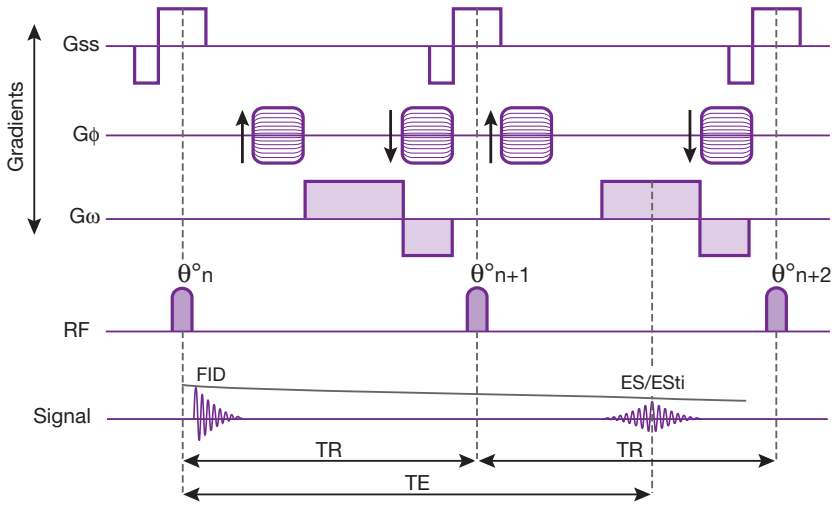 Gradients
Gss
Gϕ
Gω
θ°n
θ°n+1
θ°n+2
RF
FID
ES/ESti
Signal
TR
TR
TE